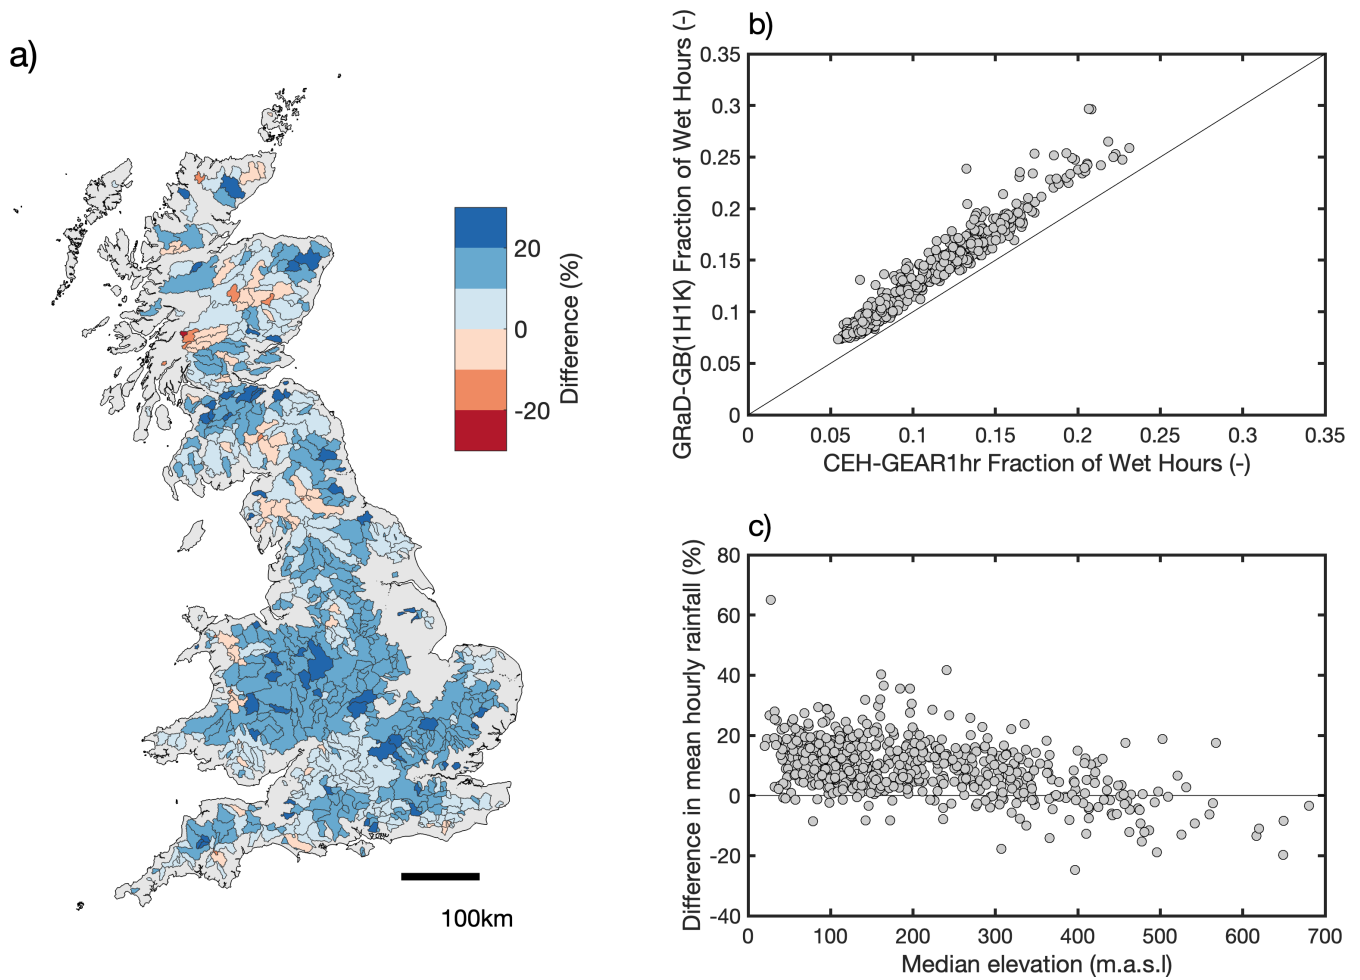 a)
20
0
-20
Difference (%)
100km
b)
GRaD-GB(1H1K) Fraction of Wet Hours (-)
0.35
0.3
0.25
0.2
0.15
0.1
0.05
0
0 0.05 0.1 0.15 0.2 0.25 0.3 0.35
CEH-GEAR1hr Fraction of Wet Hours (-)
c)
Difference in mean hourly rainfall (%)
80
60
40
20
0
-20
-40
0 100 200 300 400 500 600 700
Median elevation (m.a.s.l)